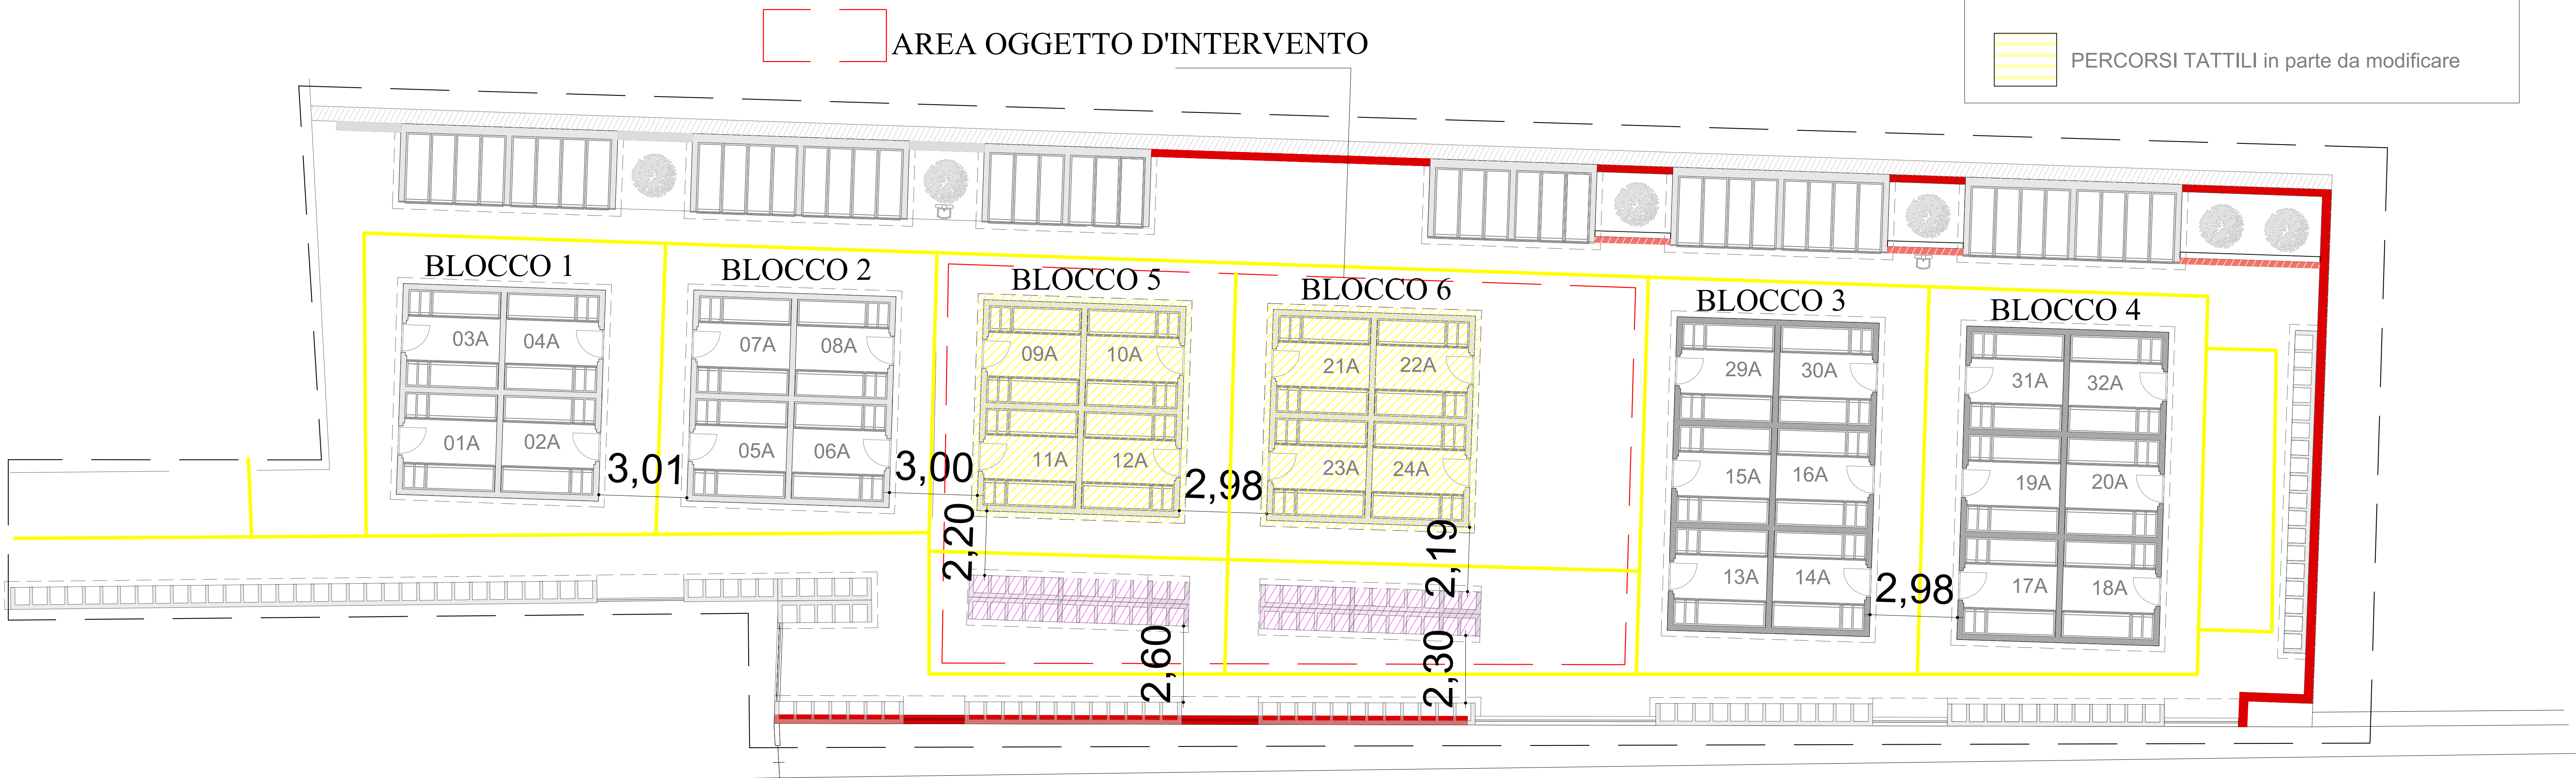 AREA OGGETTO D'INTERVENTO
PERCORSI TATTILI in parte da modificare
BLOCCO 1
BLOCCO 2
BLOCCO 5
BLOCCO 6
BLOCCO 3
BLOCCO 4
03A 04A
01A 02A
07A 08A
05A 06A
09A 10A
11A 12A
21A 22A
23A 24A
29A 30A
15A 16A
13A 14A
31A 32A
19A 20A
17A 18A
3,01
3,00
2,98
2,98
2,20
2,19
2,60
2,30